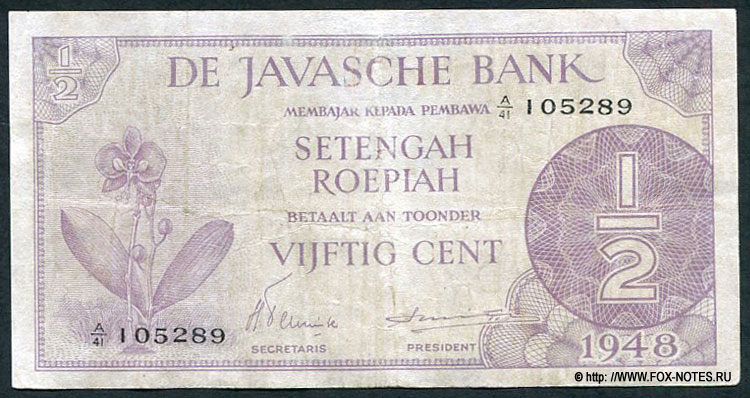 1/2
DE JAVASCHE BANK
MEMBAJAR KEPADA PEMBAWA A/41 105289
SETENGAH
ROEPIAH
BETAALT AAN TOONDER
VIJFTIG CENT
1/2
A/41 105289
SECRETARIS
PRESIDENT
1948
© http: //WWW.FOX-NOTES.RU